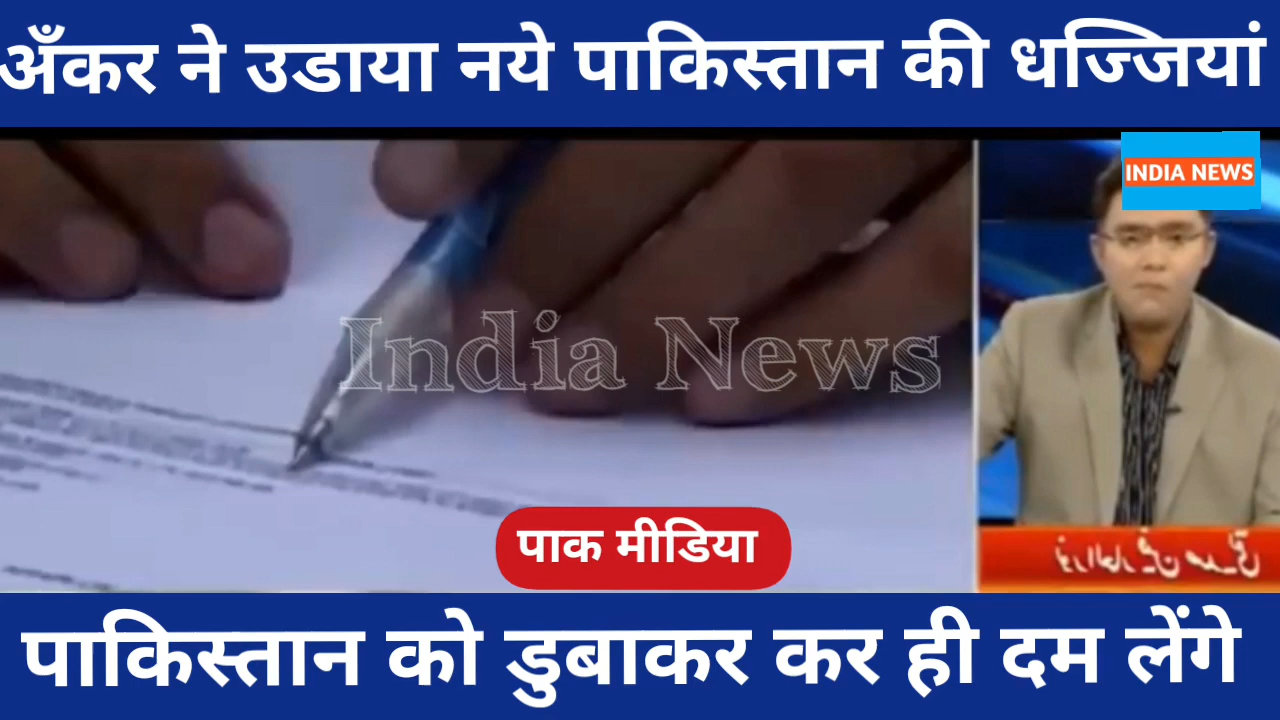 अँकर ने उडाया नये पाकिस्तान की धज्जियां
INDIA NEWS
India News
पाक मीडिया
पाकिस्तान को डुबाकर कर ही दम लेंगे